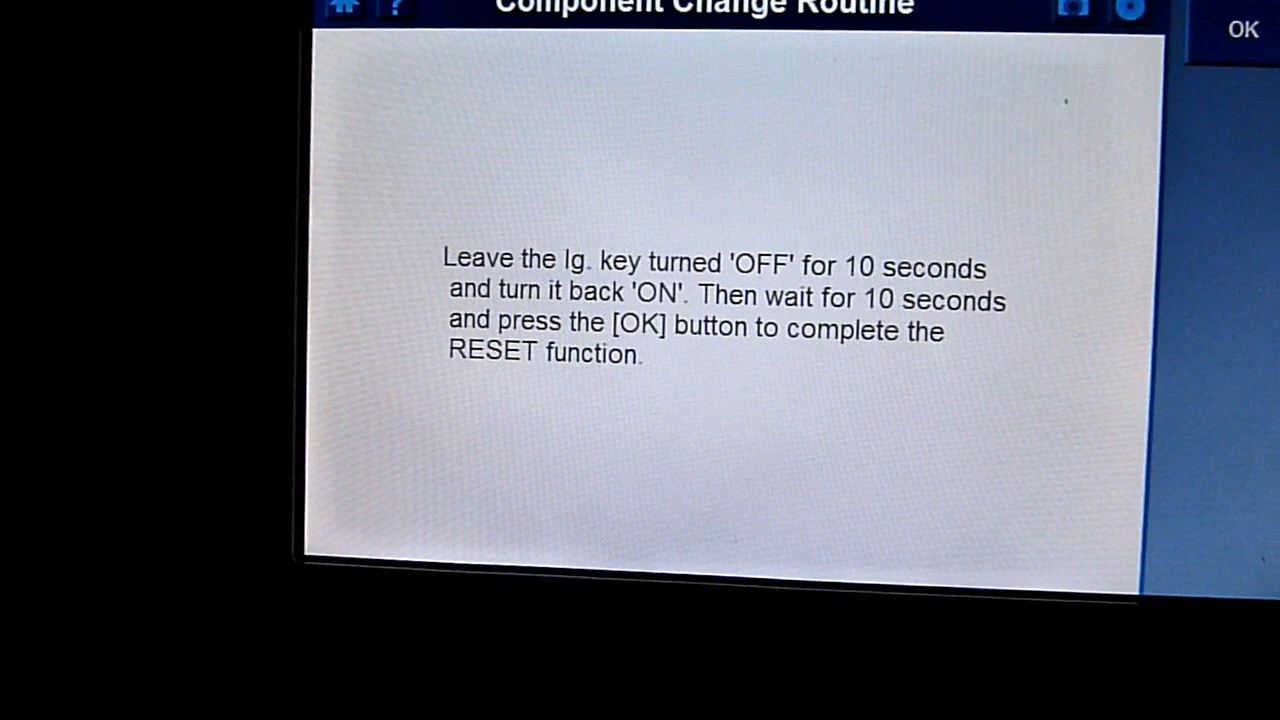 Component Change Routine
?
OK
Leave the Ig. key turned 'OFF' for 10 seconds
and turn it back 'ON'. Then wait for 10 seconds
and press the [OK] button to complete the
RESET function.